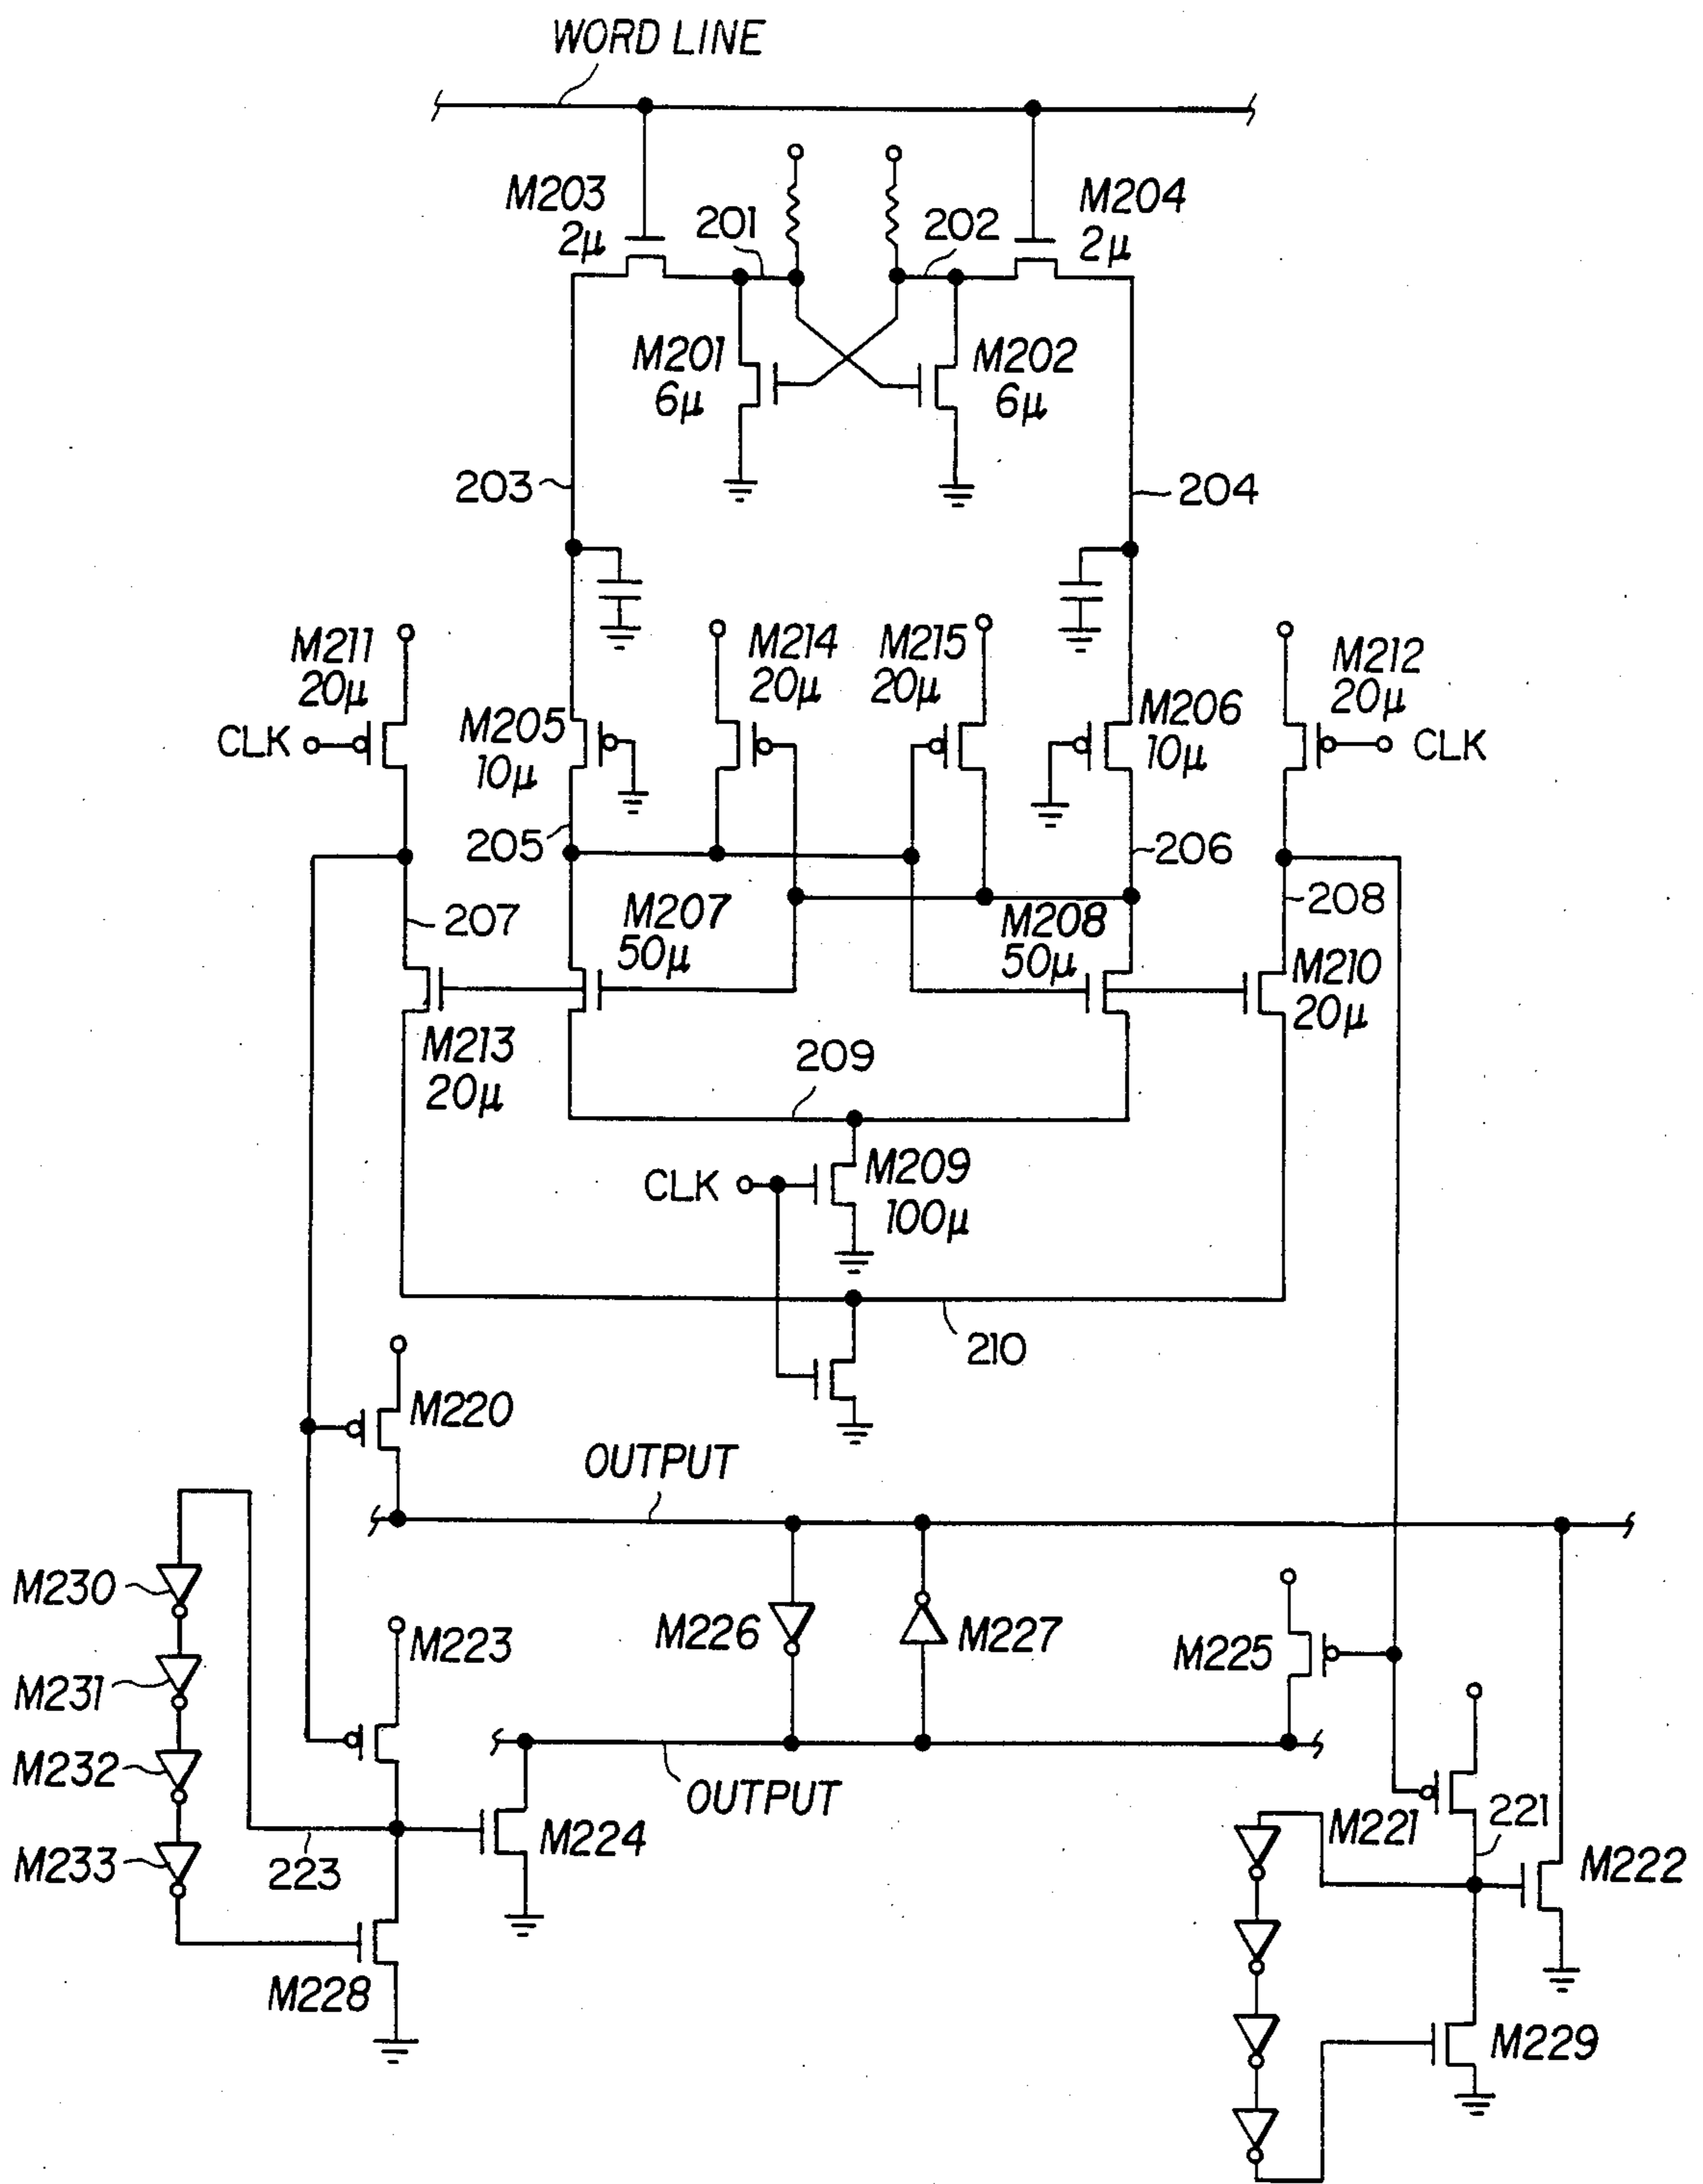 WORD LINE
M203
2µ
201
202
M204
2µ
M201
6µ
M202
6µ
203
204
M211
20µ
M214
20µ
M215
20µ
M212
20µ
CLK
M205
10µ
M206
10µ
CLK
205
206
207
M207
50µ
M208
50µ
208
M213
20µ
M210
20µ
209
CLK
M209
100µ
210
M220
OUTPUT
M230
M223
M226
M227
M225
M231
M232
OUTPUT
M233
223
M224
M221
221
M222
M228
M229